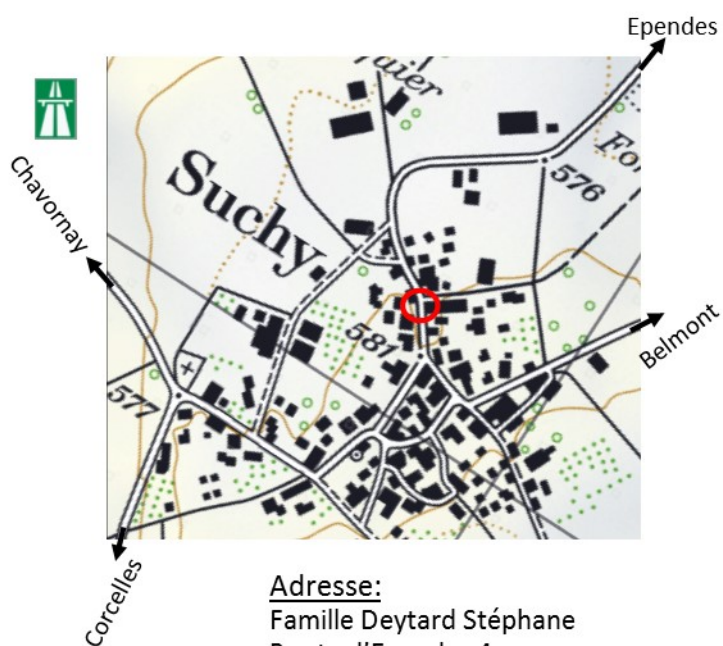 Ependes
Suchy
576
Chavornay
581
577
Belmont
Corcelles
Adresse:
Famille Deytard Stéphane